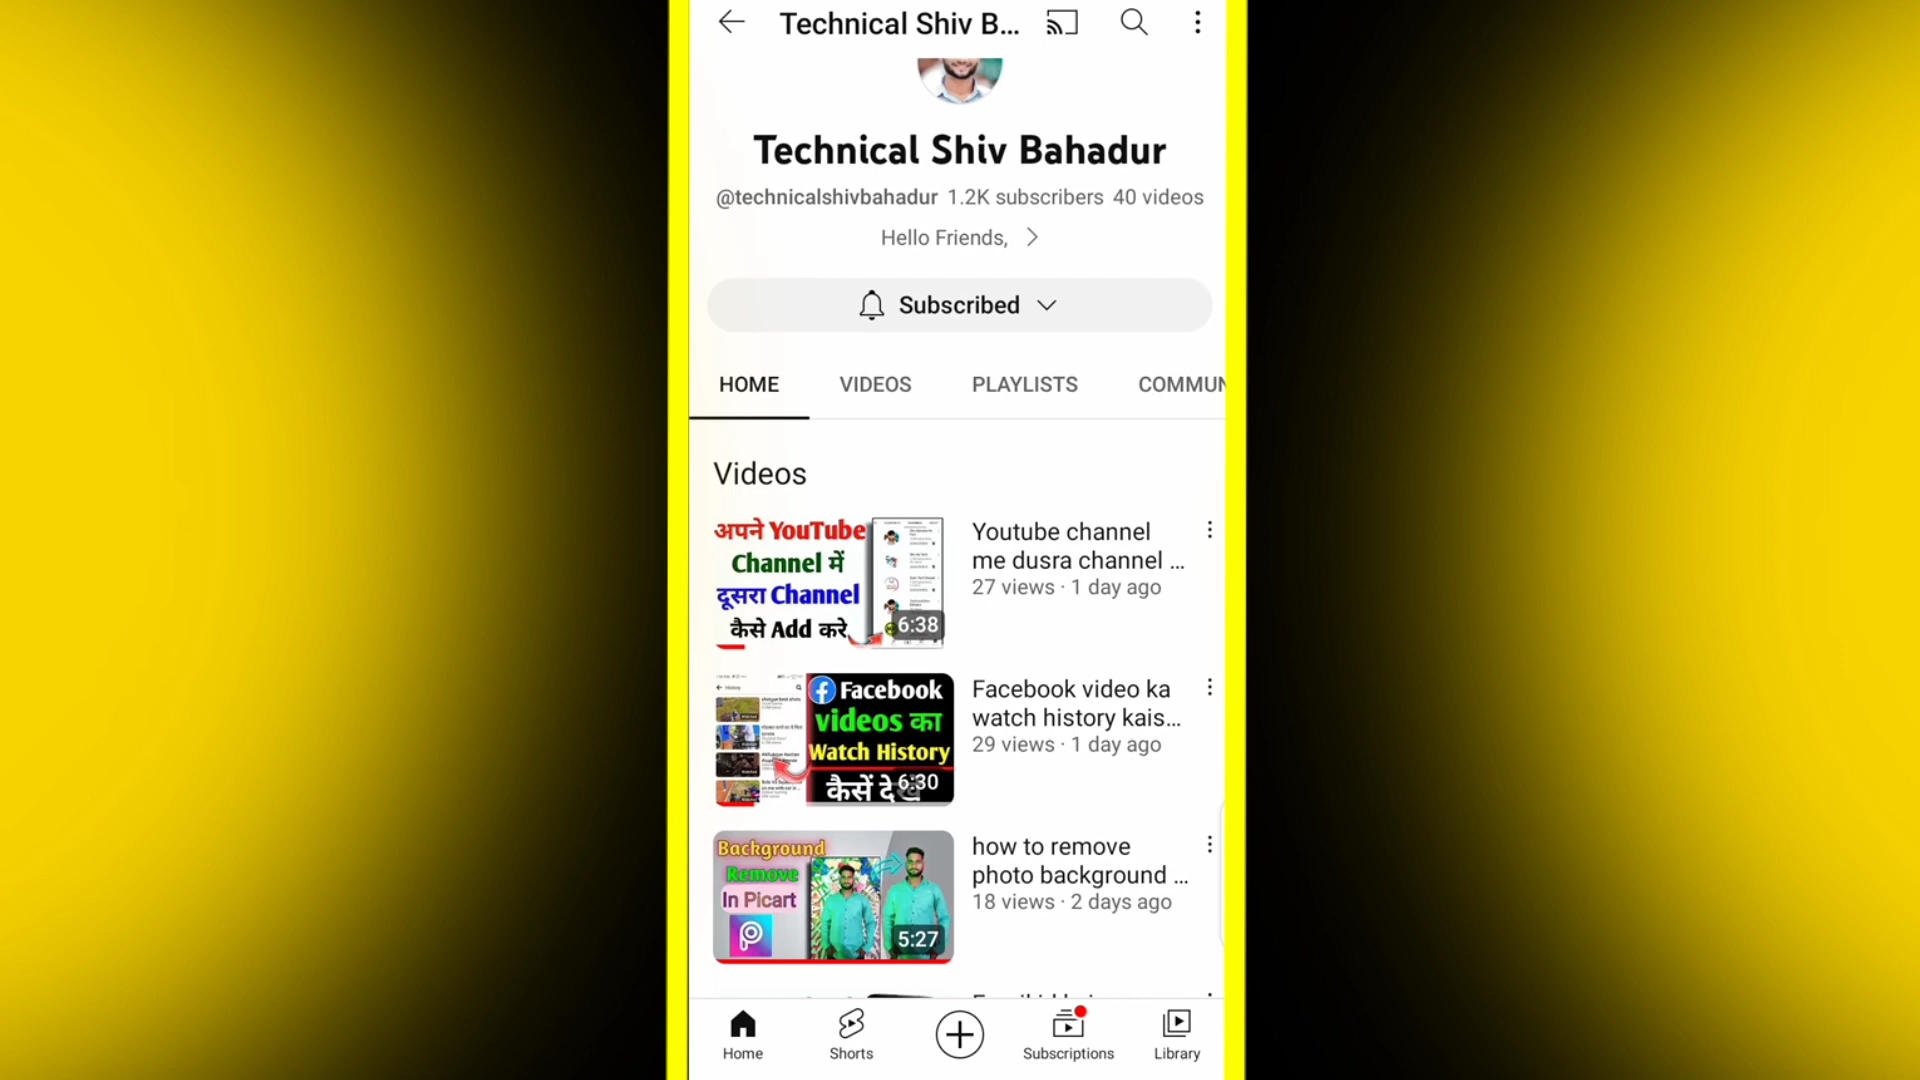 Technical Shiv B...
Technical Shiv Bahadur
@technicalshivbahadur 1.2K subscribers 40 videos
Hello Friends,
Subscribed
HOME VIDEOS PLAYLISTS COMMUN
Videos
अपने YouTube
Channel में
दूसरा Channel
कैसे Add करे
6:38
Youtube channel
me dusra channel ...
27 views · 1 day ago
History
Facebook
videos का
Watch History
कैसें देखें
6:30
Facebook video ka
watch history kais...
29 views · 1 day ago
Background
Remove
In Picart
5:27
how to remove
photo background ...
18 views · 2 days ago
Home Shorts Subscriptions Library